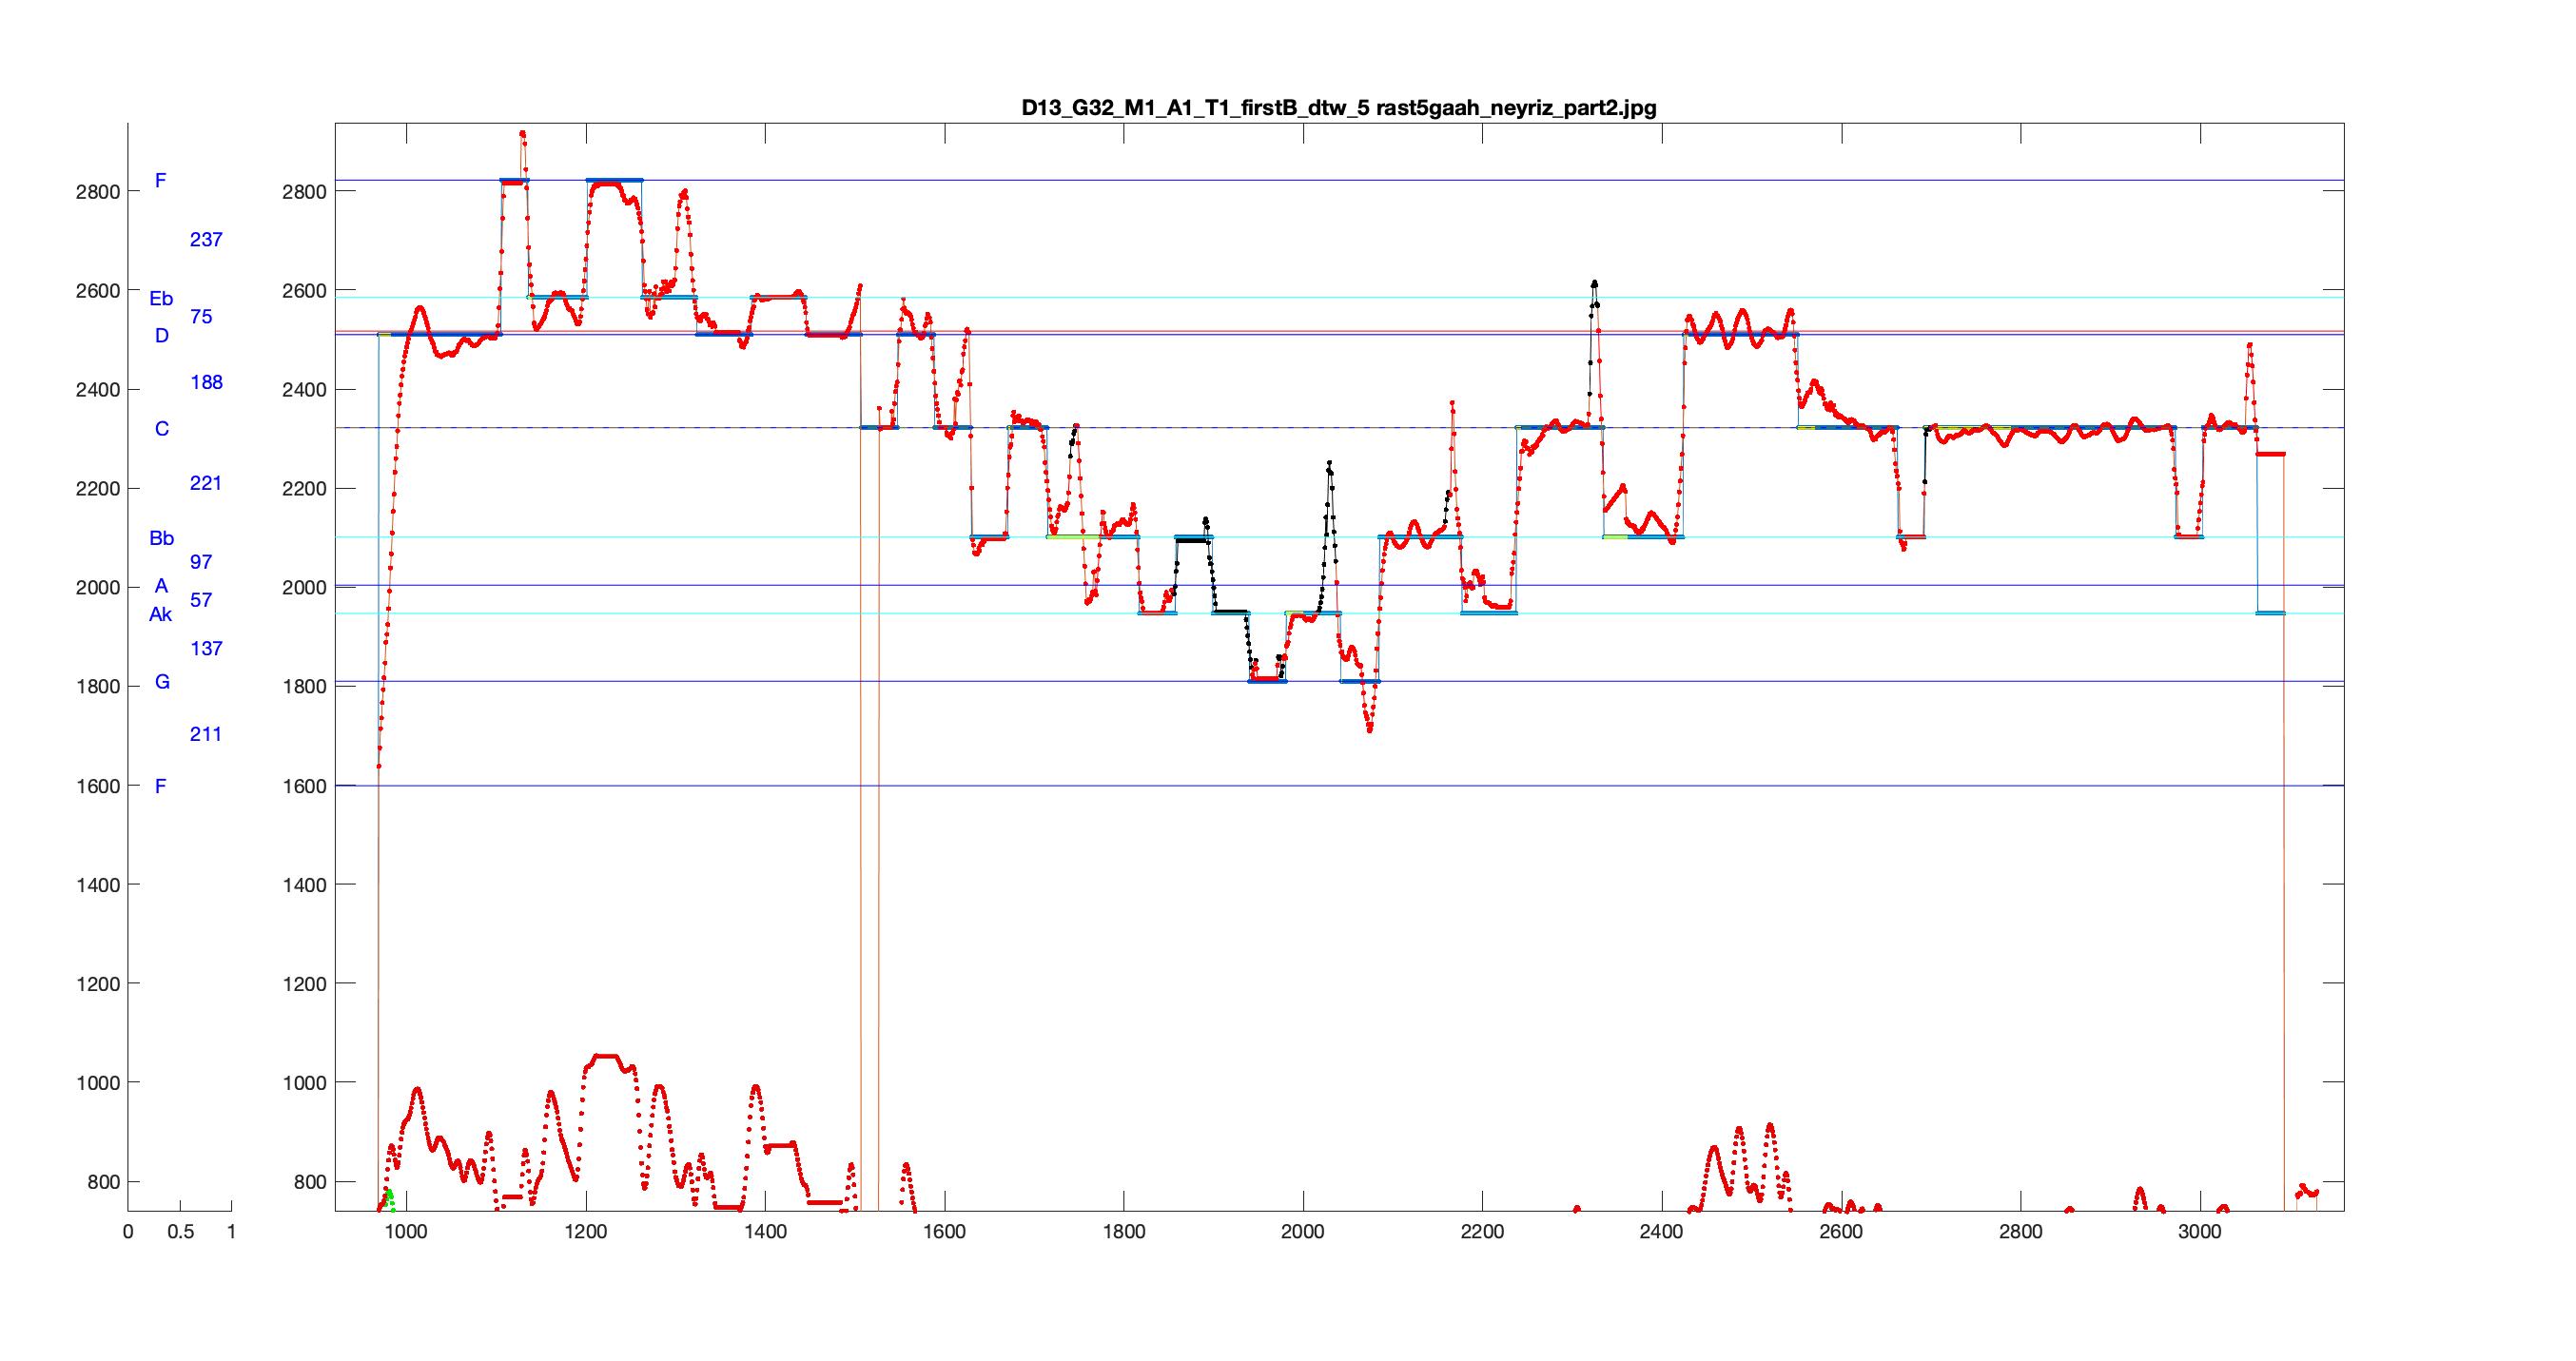 D13_G32_M1_A1_T1_firstB_dtw_5 rast5gaah_neyriz_part2.jpg
2800 F 2800
237
2600 Eb 2600
75
D
188
2400 2400
C
221
2200 2200
Bb
97
2000 A 2000
57
Ak
137
1800 G 1800
211
1600 F 1600
1400 1400
1200 1200
1000 1000
800 800
0 0.5 1 1000 1200 1400 1600 1800 2000 2200 2400 2600 2800 3000